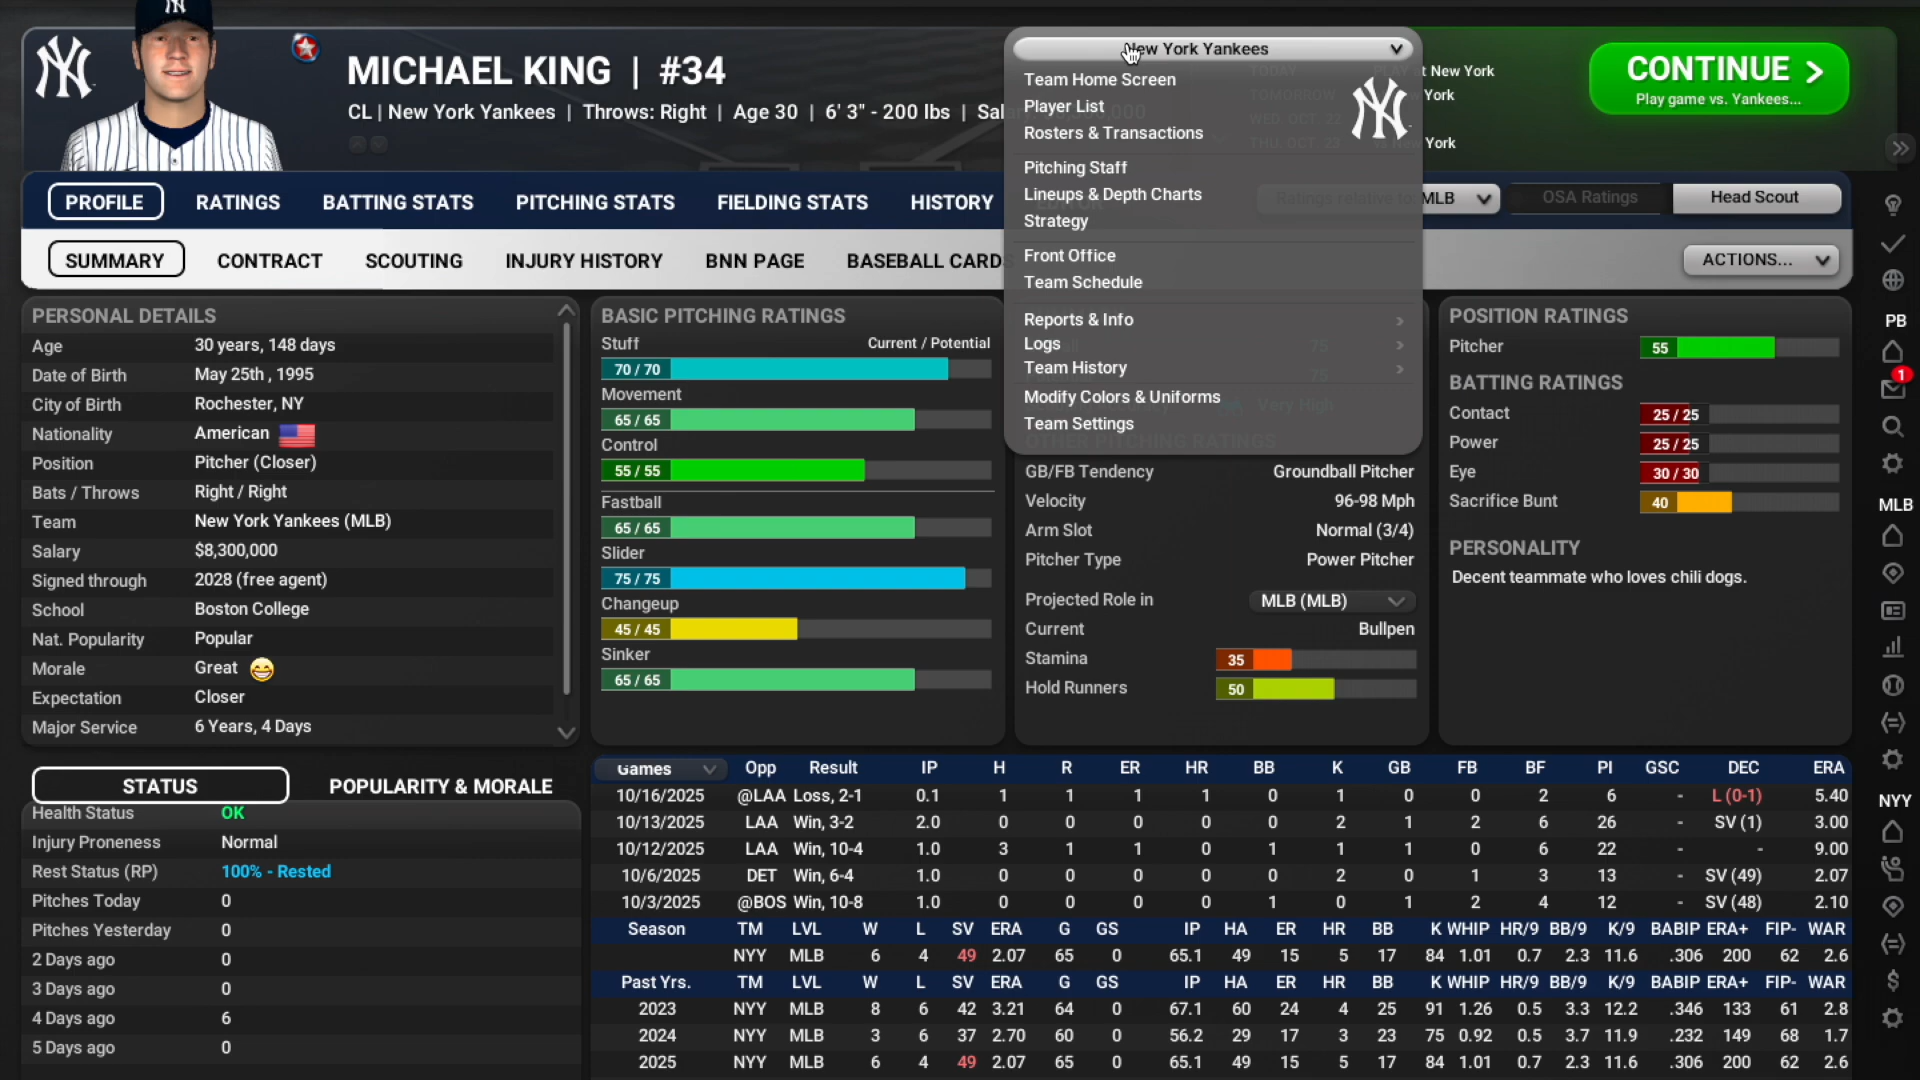 MICHAEL KING | #34
CL | New York Yankees | Throws: Right | Age 30 | 6' 3" - 200 lbs | Sal
New York Yankees
Team Home Screen
Player List
Rosters & Transactions
Pitching Staff
Lineups & Depth Charts
Strategy
Front Office
Team Schedule
Reports & Info
Logs
Team History
Modify Colors & Uniforms
Team Settings
TODAY
TOMORROW
WED. OCT. 22
THU. OCT. 23
t New York
York
vs New York
CONTINUE >
Play game vs. Yankees...
PROFILE RATINGS BATTING STATS PITCHING STATS FIELDING STATS HISTORY
Ratings relative to: MLB OSA Ratings Head Scout
SUMMARY CONTRACT SCOUTING INJURY HISTORY BNN PAGE BASEBALL CARDS
ACTIONS...
PERSONAL DETAILS
Age 30 years, 148 days
Date of Birth May 25th , 1995
City of Birth Rochester, NY
Nationality American
Position Pitcher (Closer)
Bats / Throws Right / Right
Team New York Yankees (MLB)
Salary $8,300,000
Signed through 2028 (free agent)
School Boston College
Nat. Popularity Popular
Morale Great
Expectation Closer
Major Service 6 Years, 4 Days
BASIC PITCHING RATINGS
Stuff Current / Potential
70 / 70
Movement
65 / 65
Control
55 / 55
Fastball
65 / 65
Slider
75 / 75
Changeup
45 / 45
Sinker
65 / 65
75
75
Very High
OTHER PITCHING RATINGS
GB/FB Tendency Groundball Pitcher
Velocity 96-98 Mph
Arm Slot Normal (3/4)
Pitcher Type Power Pitcher
Projected Role in MLB (MLB)
Current Bullpen
Stamina 35
Hold Runners 50
POSITION RATINGS
Pitcher 55
BATTING RATINGS
Contact 25 / 25
Power 25 / 25
Eye 30 / 30
Sacrifice Bunt 40
PERSONALITY
Decent teammate who loves chili dogs.
PB
1
MLB
NYY
STATUS POPULARITY & MORALE
Health Status OK
Injury Proneness Normal
Rest Status (RP) 100% - Rested
Pitches Today 0
Pitches Yesterday 0
2 Days ago 0
3 Days ago 0
4 Days ago 6
5 Days ago 0
Games Opp Result IP H R ER HR BB K GB FB BF PI GSC DEC ERA
10/16/2025 @LAA Loss, 2-1 0.1 1 1 1 1 0 1 0 0 2 6 - L (0-1) 5.40
10/13/2025 LAA Win, 3-2 2.0 0 0 0 0 0 2 1 2 6 26 - SV (1) 3.00
10/12/2025 LAA Win, 10-4 1.0 3 1 1 0 1 1 1 0 6 22 - - 9.00
10/6/2025 DET Win, 6-4 1.0 0 0 0 0 0 2 0 1 3 13 - SV (49) 2.07
10/3/2025 @BOS Win, 10-8 1.0 0 0 0 0 1 0 1 2 4 12 - SV (48) 2.10
Season TM LVL W L SV ERA G GS IP HA ER HR BB K WHIP HR/9 BB/9 K/9 BABIP ERA+ FIP- WAR
NYY MLB 6 4 49 2.07 65 0 65.1 49 15 5 17 84 1.01 0.7 2.3 11.6 .306 200 62 2.6
Past Yrs. TM LVL W L SV ERA G GS IP HA ER HR BB K WHIP HR/9 BB/9 K/9 BABIP ERA+ FIP- WAR
2023 NYY MLB 8 6 42 3.21 64 0 67.1 60 24 4 25 91 1.26 0.5 3.3 12.2 .346 133 61 2.8
2024 NYY MLB 3 6 37 2.70 60 0 56.2 29 17 3 23 75 0.92 0.5 3.7 11.9 .232 149 68 1.7
2025 NYY MLB 6 4 49 2.07 65 0 65.1 49 15 5 17 84 1.01 0.7 2.3 11.6 .306 200 62 2.6